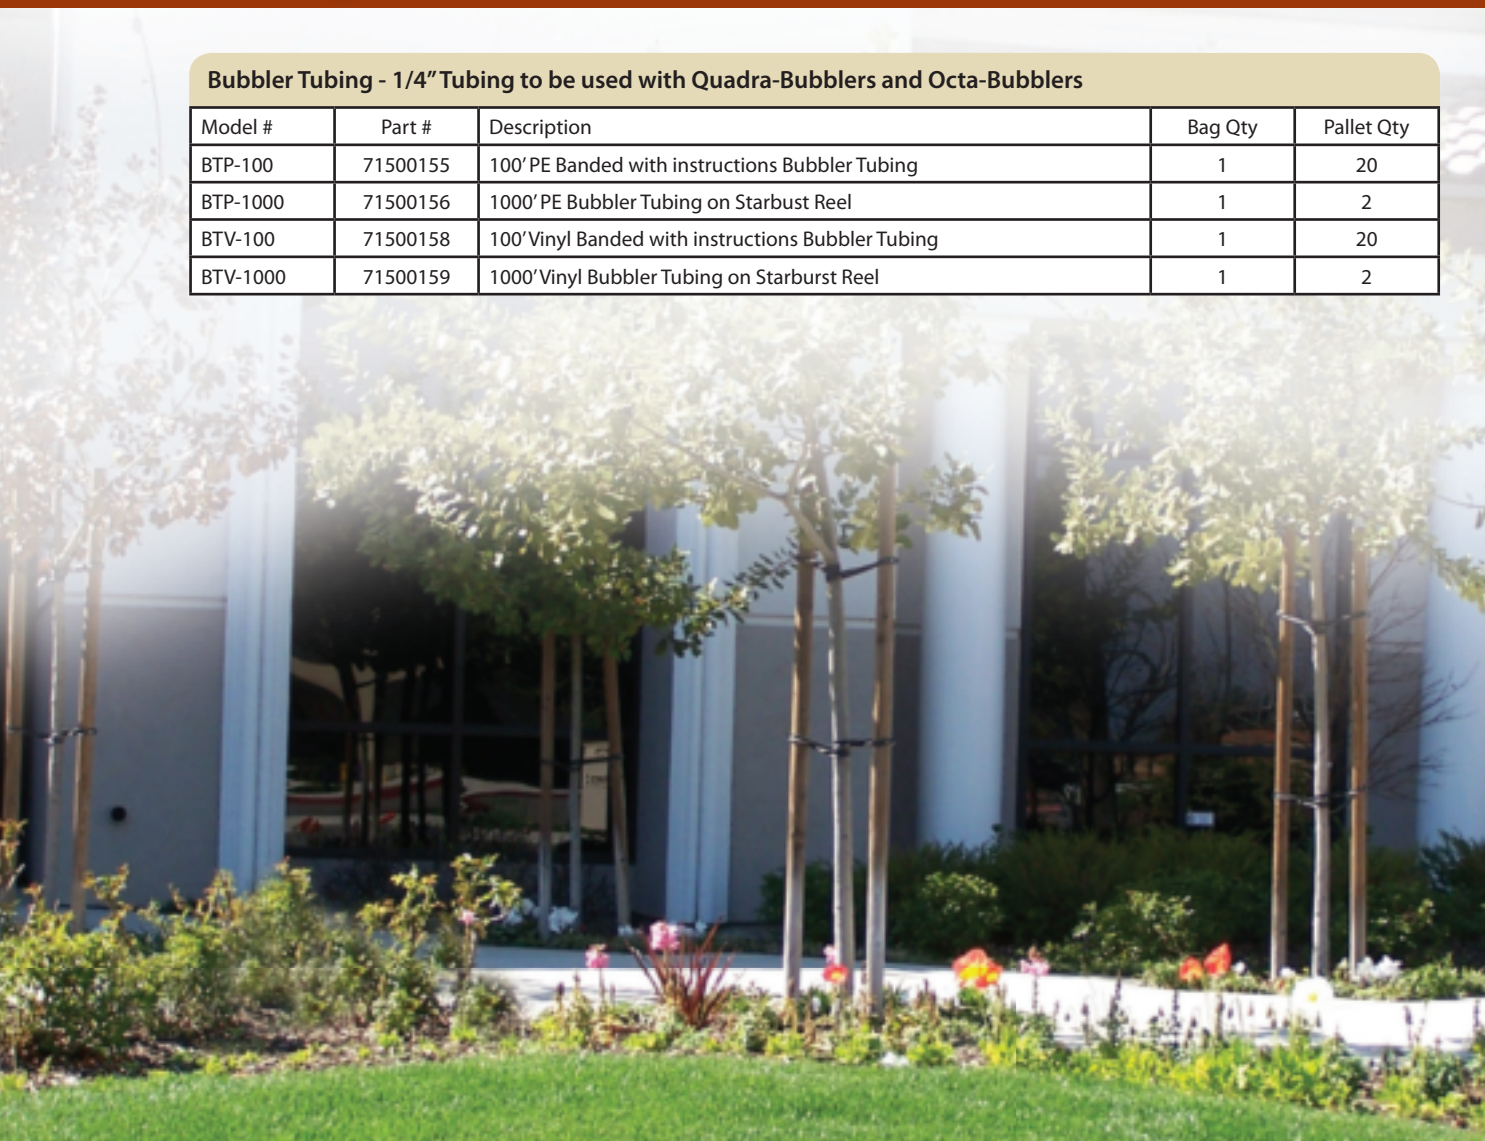 Bubbler Tubing - 1/4” Tubing to be used with Quadra-Bubblers and Octa-Bubblers
Model # Part # Description Bag Qty Pallet Qty
BTP-100 71500155 100’ PE Banded with instructions Bubbler Tubing 1 20
BTP-1000 71500156 1000’ PE Bubbler Tubing on Starbust Reel 1 2
BTV-100 71500158 100’ Vinyl Banded with instructions Bubbler Tubing 1 20
BTV-1000 71500159 1000’ Vinyl Bubbler Tubing on Starburst Reel 1 2